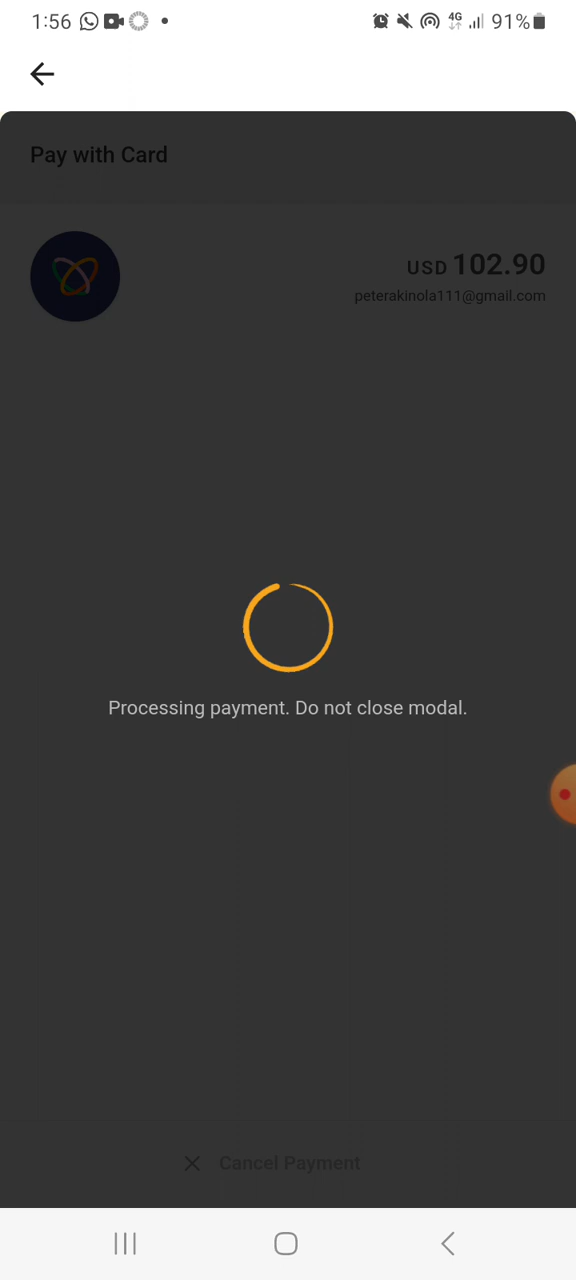 1:56
4G
91%
Pay with Card
USD 102.90
peterakinola111@gmail.com
Processing payment. Do not close modal.
Cancel Payment